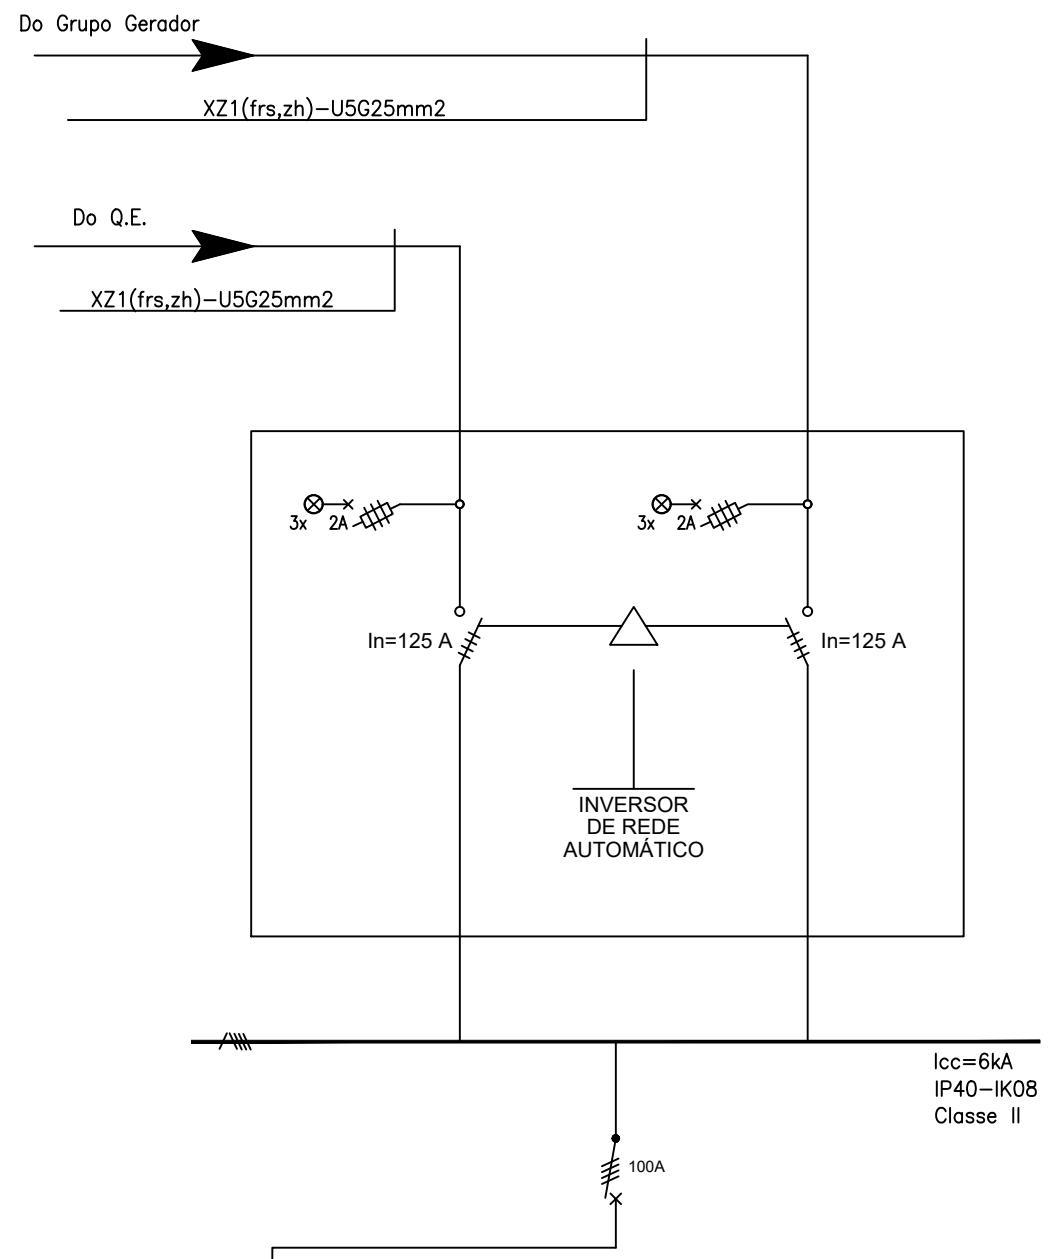 Do Grupo Gerador
XZ1(frs,zh)-U5G25mm2
Do Q.E.
XZ1(frs,zh)-U5G25mm2
3x 2A
3x 2A
In=125 A
In=125 A
INVERSOR
DE REDE
AUTOMÁTICO
Icc=6kA
IP40-IK08
Classe II
100A